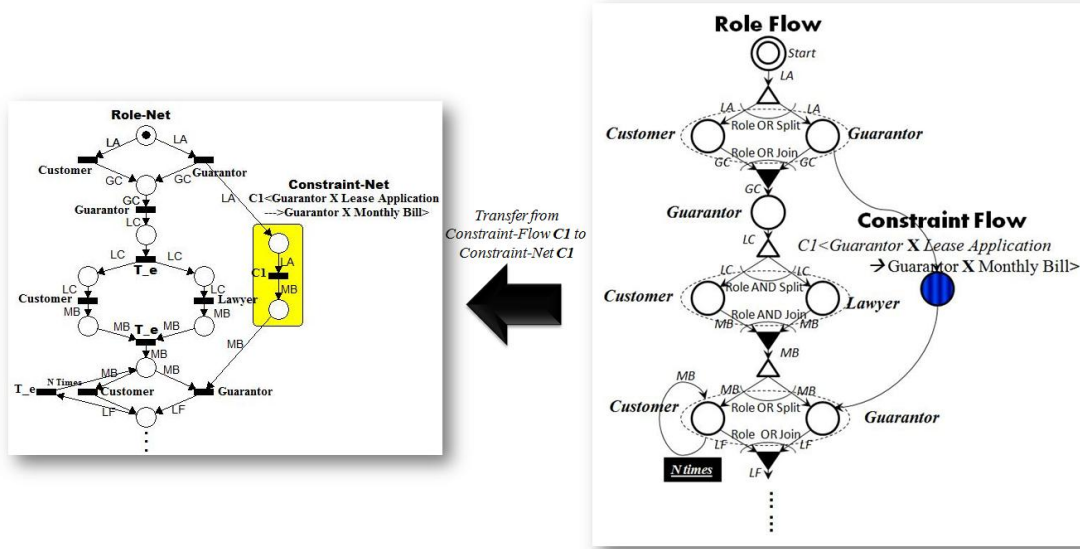 Role-Net
LA
LA
Customer
Guarantor
GC
GC
LA
Constraint-Net
C1<Guarantor X Lease Application
--->Guarantor X Monthly Bill>
GC
Guarantor
LC
LC
LC
T_e
LA
C1
MB
LC
LC
Customer
Lawyer
MB
MB
MB
T_e
MB
MB
MB
MB
MB
T_e
N Times
Customer
Guarantor
LF
LF
Transfer from
Constraint-Flow C1 to
Constraint-Net C1
Role Flow
Start
LA
LA
LA
Customer
Role OR Split
Guarantor
Role OR Join
GC
GC
GC
Guarantor
Constraint Flow
LC
C1<Guarantor X Lease Application
→ Guarantor X Monthly Bill>
LC
LC
Role AND Split
Customer
Lawyer
Role AND Join
MB
MB
MB
MB
MB
MB
Customer
Role OR Split
Guarantor
Role OR Join
LF
LF
N times
LF